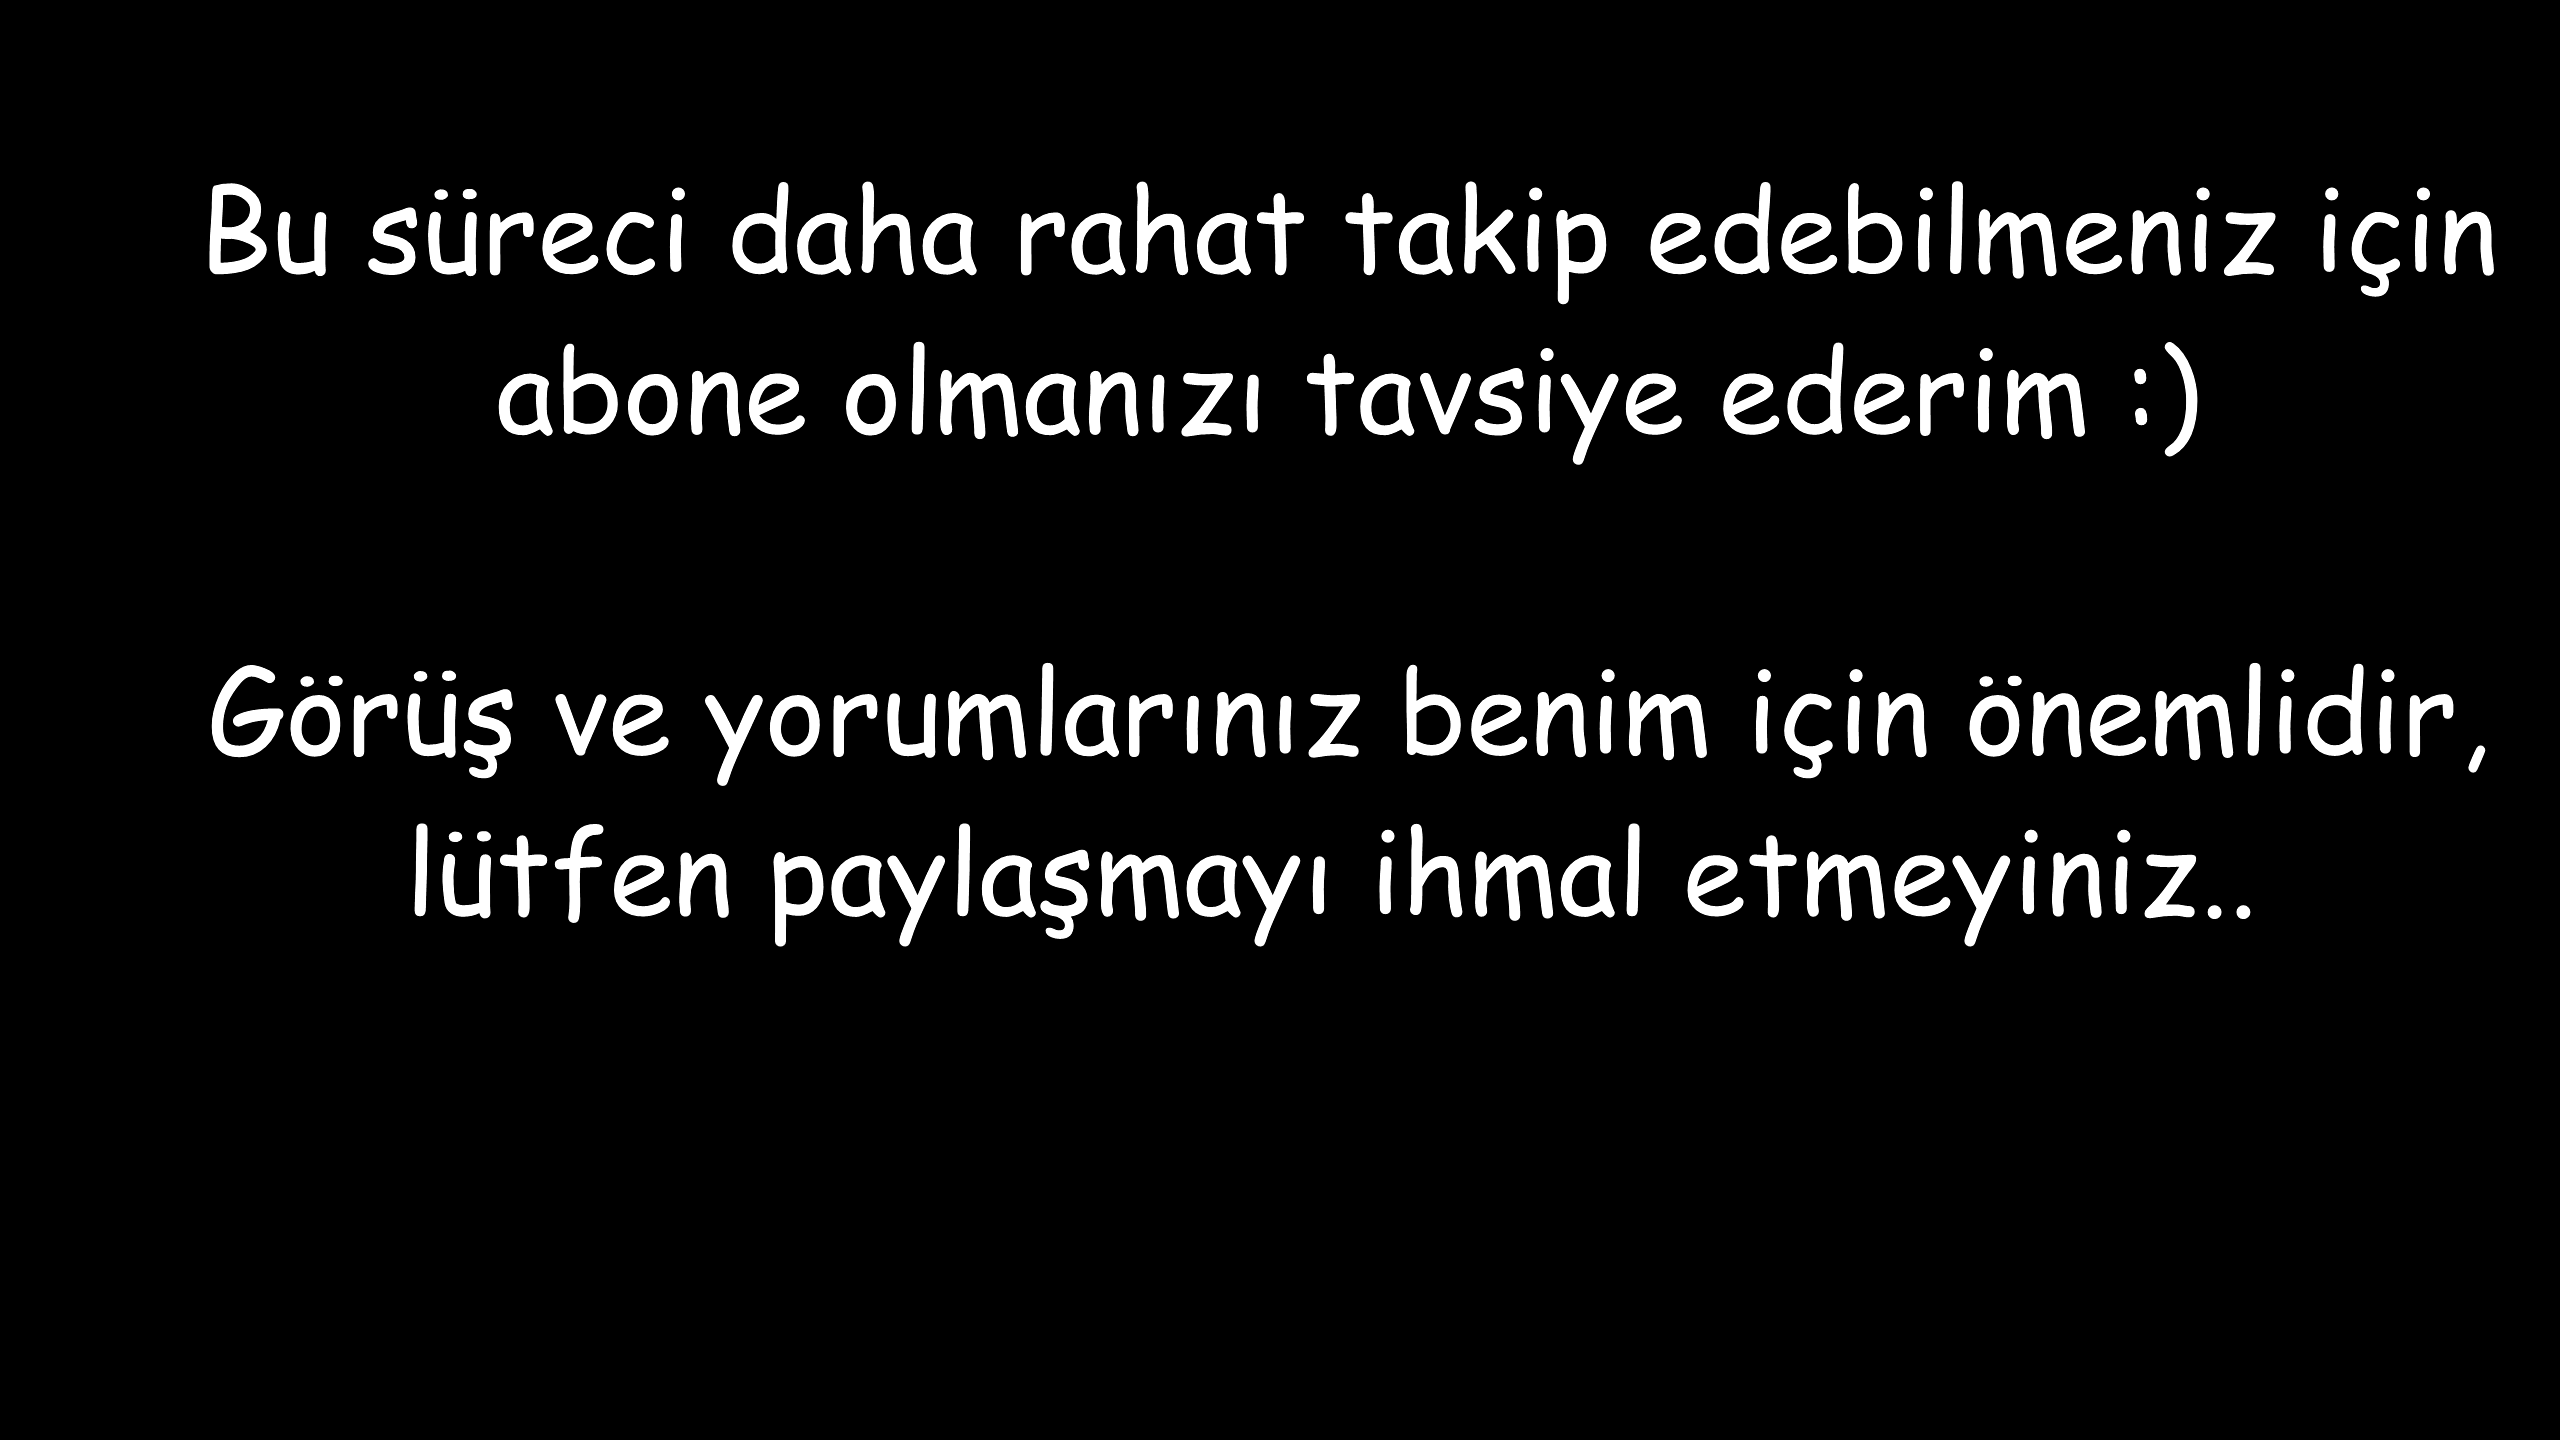 Bu süreci daha rahat takip edebilmeniz için
abone olmanızı tavsiye ederim :)
Görüş ve yorumlarınız benim için önemlidir,
lütfen paylaşmayı ihmal etmeyiniz..